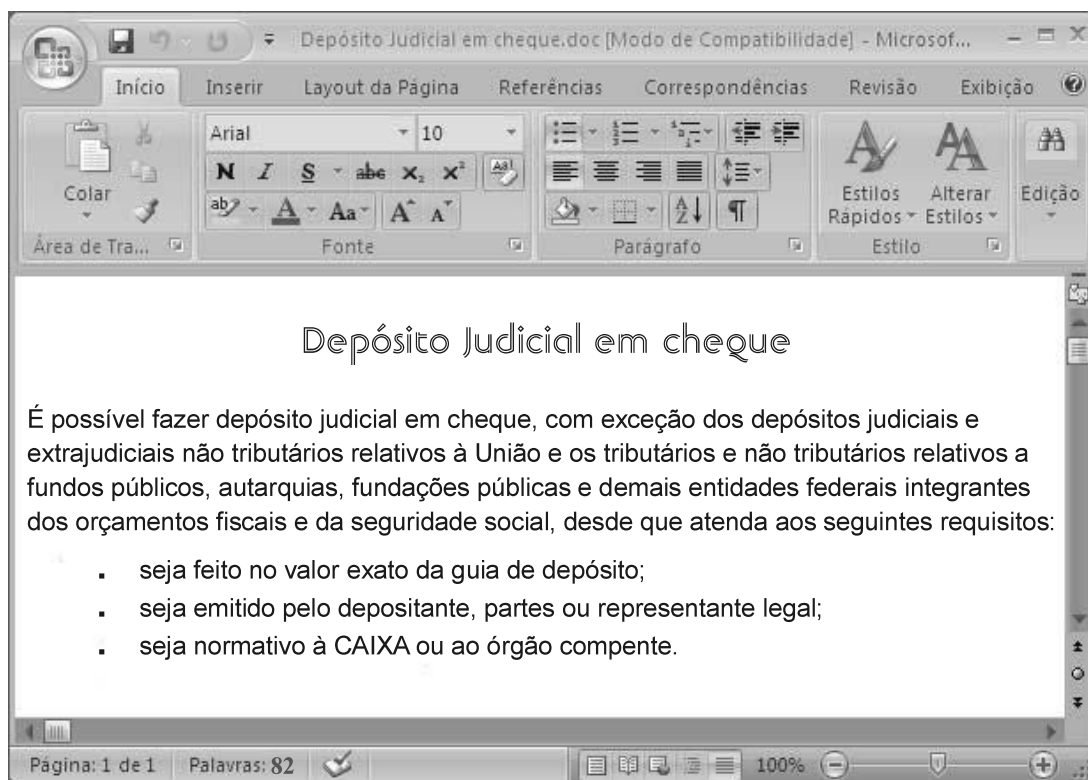 Depósito Judicial em cheque.doc [Modo de Compatibilidade] - Microsof...
Início Inserir Layout da Página Referências Correspondências Revisão Exibição
Arial 10
N I S abe x₂ x²
ab A Aa A A
Colar
Estilos Rápidos
Alterar Estilos
Edição
Área de Tra... Fonte Parágrafo Estilo
Depósito Judicial em cheque
É possível fazer depósito judicial em cheque, com exceção dos depósitos judiciais e
extrajudiciais não tributários relativos à União e os tributários e não tributários relativos a
fundos públicos, autarquias, fundações públicas e demais entidades federais integrantes
dos orçamentos fiscais e da seguridade social, desde que atenda aos seguintes requisitos:
▪ seja feito no valor exato da guia de depósito;
▪ seja emitido pelo depositante, partes ou representante legal;
▪ seja normativo à CAIXA ou ao órgão compente.
Página: 1 de 1 Palavras: 82 100%